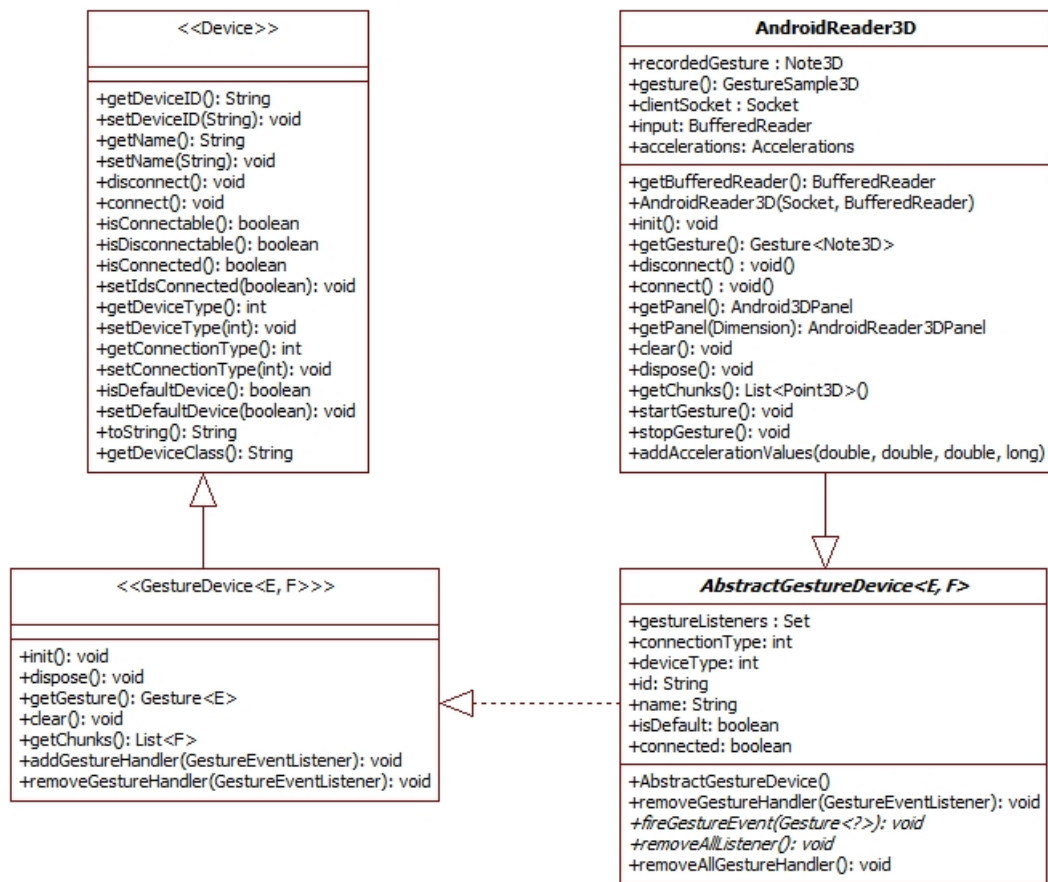 <<Device>>
+getDeviceID(): String
+setDeviceID(String): void
+getName(): String
+setName(String): void
+disconnect(): void
+connect(): void
+isConnectable(): boolean
+isDisconnectable(): boolean
+isConnected(): boolean
+setIdsConnected(boolean): void
+getDeviceType(): int
+setDeviceType(int): void
+getConnectionType(): int
+setConnectionType(int): void
+isDefaultDevice(): boolean
+setDefaultDevice(boolean): void
+toString(): String
+getDeviceClass(): String
AndroidReader3D
+recordedGesture : Note3D
+gesture(): GestureSample3D
+clientSocket : Socket
+input: BufferedReader
+accelerations: Accelerations
+getBufferedReader(): BufferedReader
+AndroidReader3D(Socket, BufferedReader)
+init(): void
+getGesture(): Gesture<Note3D>
+disconnect() : void()
+connect() : void()
+getPanel(): Android3DPanel
+getPanel(Dimension): AndroidReader3DPanel
+clear(): void
+dispose(): void
+getChunks(): List<Point3D>()
+startGesture(): void
+stopGesture(): void
+addAccelerationValues(double, double, double, long)
<<GestureDevice<E, F>>>
+init(): void
+dispose(): void
+getGesture(): Gesture<E>
+clear(): void
+getChunks(): List<F>
+addGestureHandler(GestureEventListener): void
+removeGestureHandler(GestureEventListener): void
AbstractGestureDevice<E, F>
+gestureListeners : Set
+connectionType: int
+deviceType: int
+id: String
+name: String
+isDefault: boolean
+connected: boolean
+AbstractGestureDevice()
+removeGestureHandler(GestureEventListener): void
+fireGestureEvent(Gesture<?>): void
+removeAllListener(): void
+removeAllGestureHandler(): void